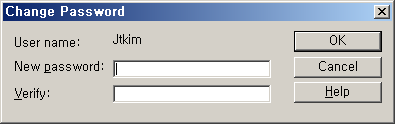 Change Password
User name: Jtkim
OK
New password:
Cancel
Verify:
Help